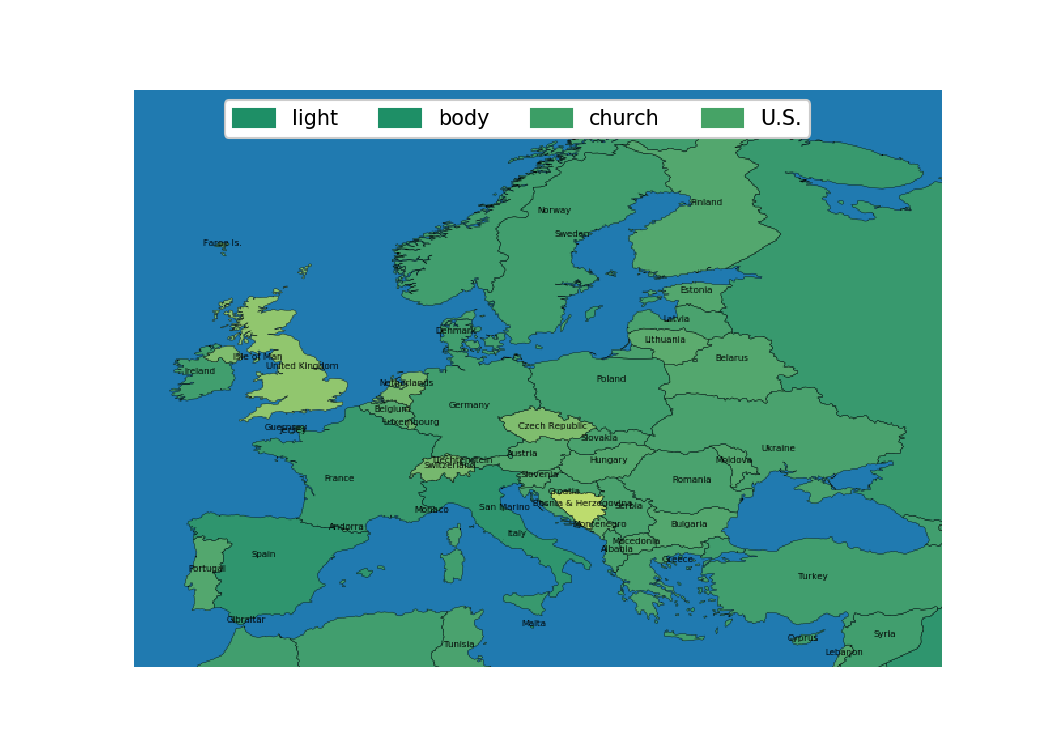 light body church U.S.
Norway
Finland
Sweden
Faroe Is.
Estonia
Latvia
Denmark
Lithuania
Isle of Man
Belarus
United Kingdom
Ireland
Poland
Netherlands
Germany
Belgium
Luxembourg
Czech Republic
Guernsey
Jersey
Slovakia
Ukraine
Austria
Liechtenstein
Switzerland
Hungary
Moldova
Slovenia
France
Romania
Croatia
Bosnia & Herzegovina
San Marino
Serbia
Monaco
Andorra
Montenegro
Bulgaria
Italy
Macedonia
Albania
Spain
Greece
Portugal
Turkey
Gibraltar
Malta
Syria
Cyprus
Tunisia
Lebanon